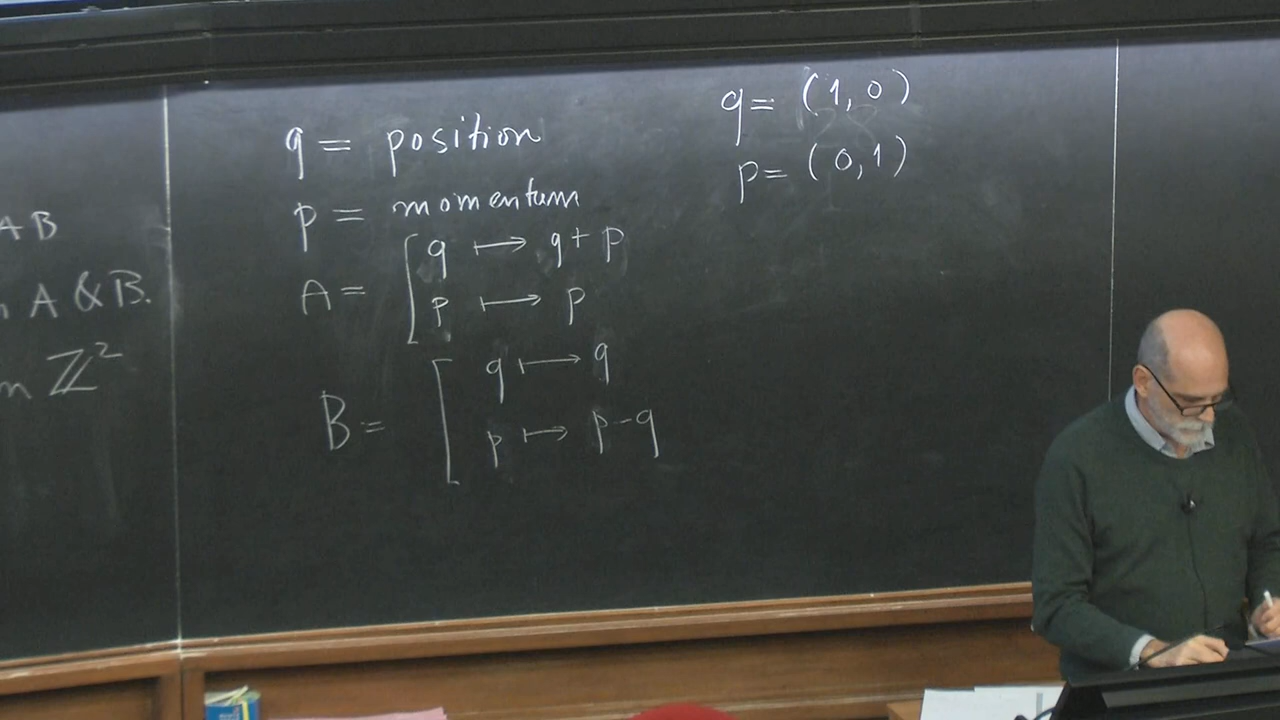 AB
A & B.
ℤ²
q = position
p = momentum
A = [ q ⟼ q + p
p ⟼ p
B = [ q ⟼ q
p ⟼ p - q
q = (1, 0)
p = (0, 1)